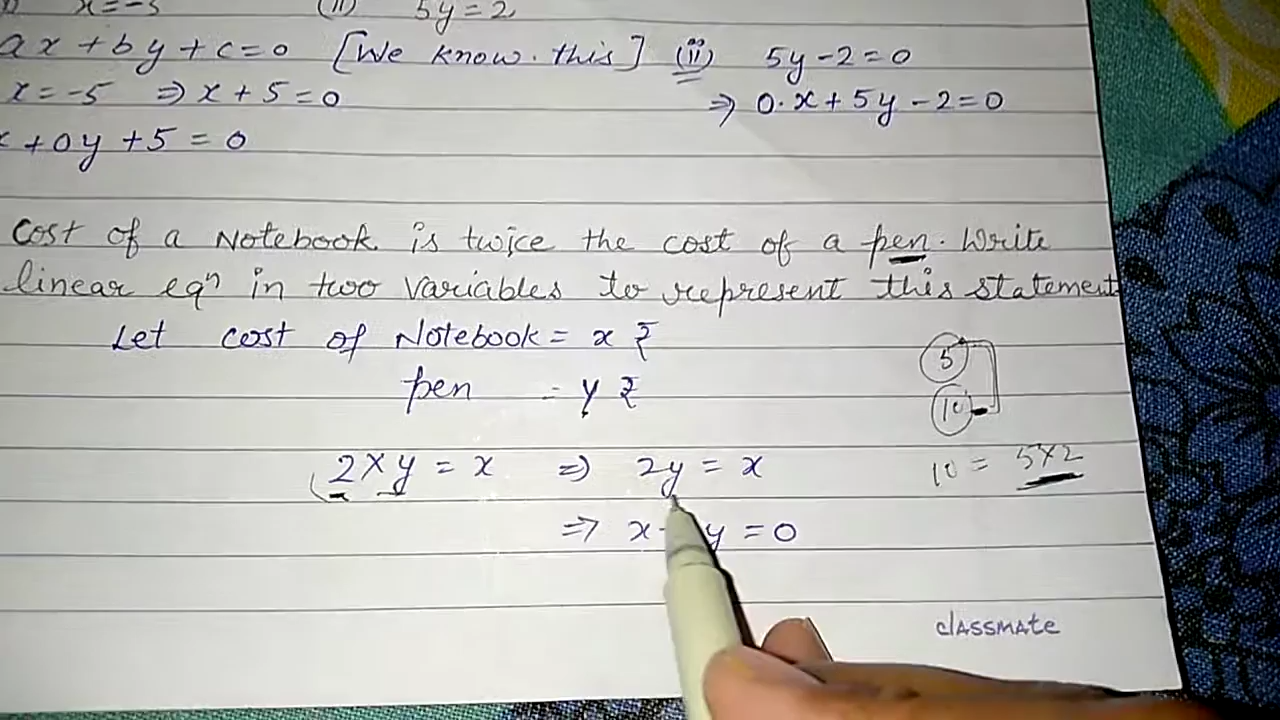 x=-5 (ii) 5y=2
ax+by+c=0 [We know. this] (ii) 5y-2=0
x=-5 ⇒ x+5=0 ⇒ 0.x+5y-2=0
x+0y+5=0
Cost of a Notebook is twice the cost of a pen. Write
linear eqⁿ in two variables to represent this statement
Let cost of Notebook = x ₹
5
pen = y ₹
10
2×y = x ⇒ 2y = x
10 = 5×2
⇒ x- y = 0
classmate